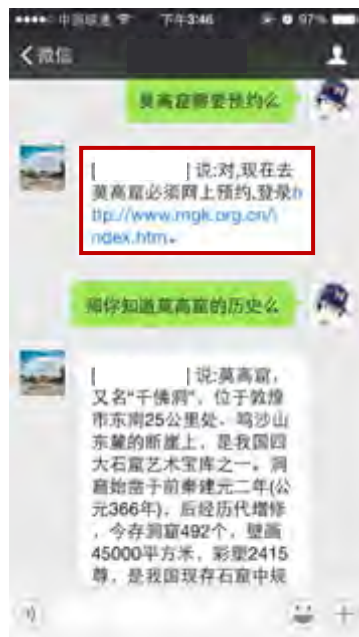 中国联通 下午3:46 97%
微信
莫高窟需要预约么
[ ]说:对,现在去
莫高窟必须网上预约,登录h
ttp://www.mgk.org.cn/i
ndex.htm。
那你知道莫高窟的历史么
[ ]说:莫高窟，
又名“千佛洞”，位于敦煌
市东南25公里处、鸣沙山
东麓的断崖上，是我国四
大石窟艺术宝库之一。洞
窟始凿于前秦建元二年(公
元366年)，后经历代增修
，今存洞窟492个，壁画
45000平方米，彩塑2415
尊，是我国现存石窟中规